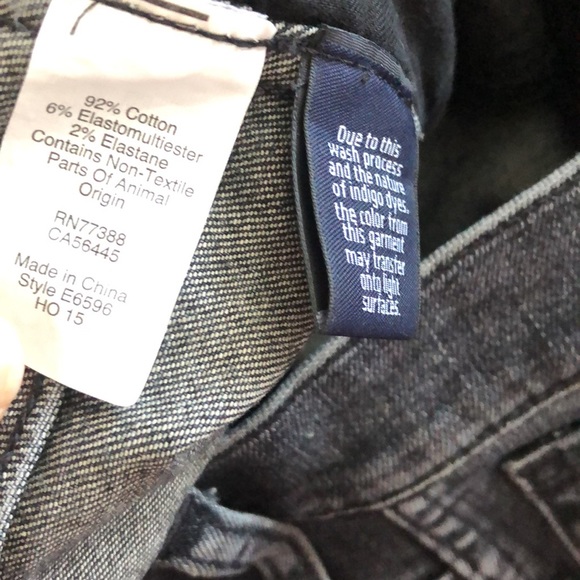 92% Cotton
6% Elastomultiester
2% Elastane
Contains Non-Textile
Parts Of Animal
Origin
RN77388
CA56445
Made in China
Style E6596
HO 15
Due to this
wash process
and the nature
of indigo dyes,
the color from
this garment
may transfer
onto light
surfaces.